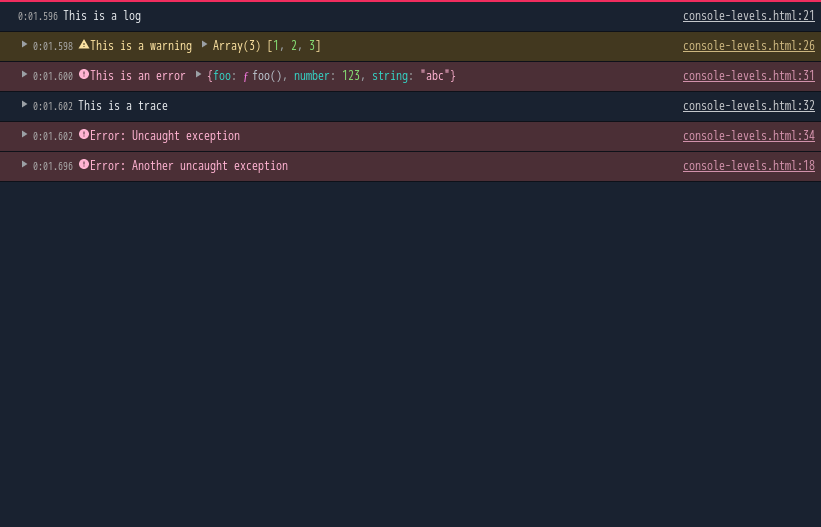 0:01.596 This is a log console-levels.html:21
0:01.598 This is a warning Array(3) [1, 2, 3] console-levels.html:26
0:01.600 This is an error {foo: ƒ foo(), number: 123, string: "abc"} console-levels.html:31
0:01.602 This is a trace console-levels.html:32
0:01.602 Error: Uncaught exception console-levels.html:34
0:01.696 Error: Another uncaught exception console-levels.html:18